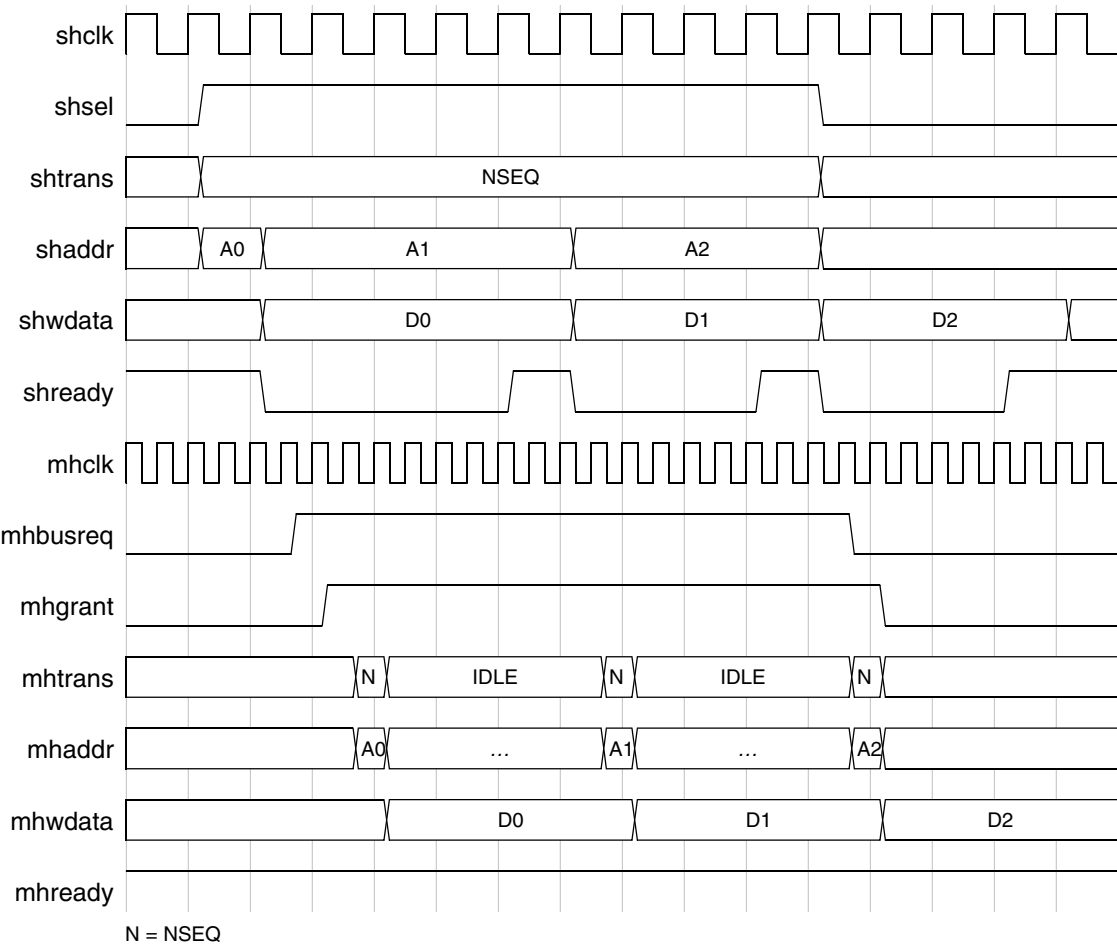 shclk
shsel
shtrans NSEQ
shaddr A0 A1 A2
shwdata D0 D1 D2
shready
mhclk
mhbusreq
mhgrant
mhtrans N IDLE N IDLE N
mhaddr A0 ... A1 ... A2
mhwdata D0 D1 D2
mhready
N = NSEQ